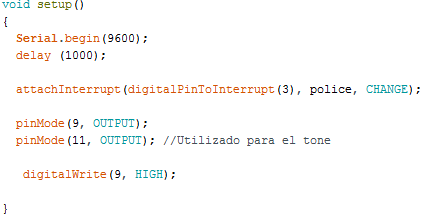 void setup()
{
Serial.begin(9600);
delay (1000);
attachInterrupt(digitalPinToInterrupt(3), police, CHANGE);
pinMode(9, OUTPUT);
pinMode(11, OUTPUT); //Utilizado para el tone
digitalWrite(9, HIGH);
}